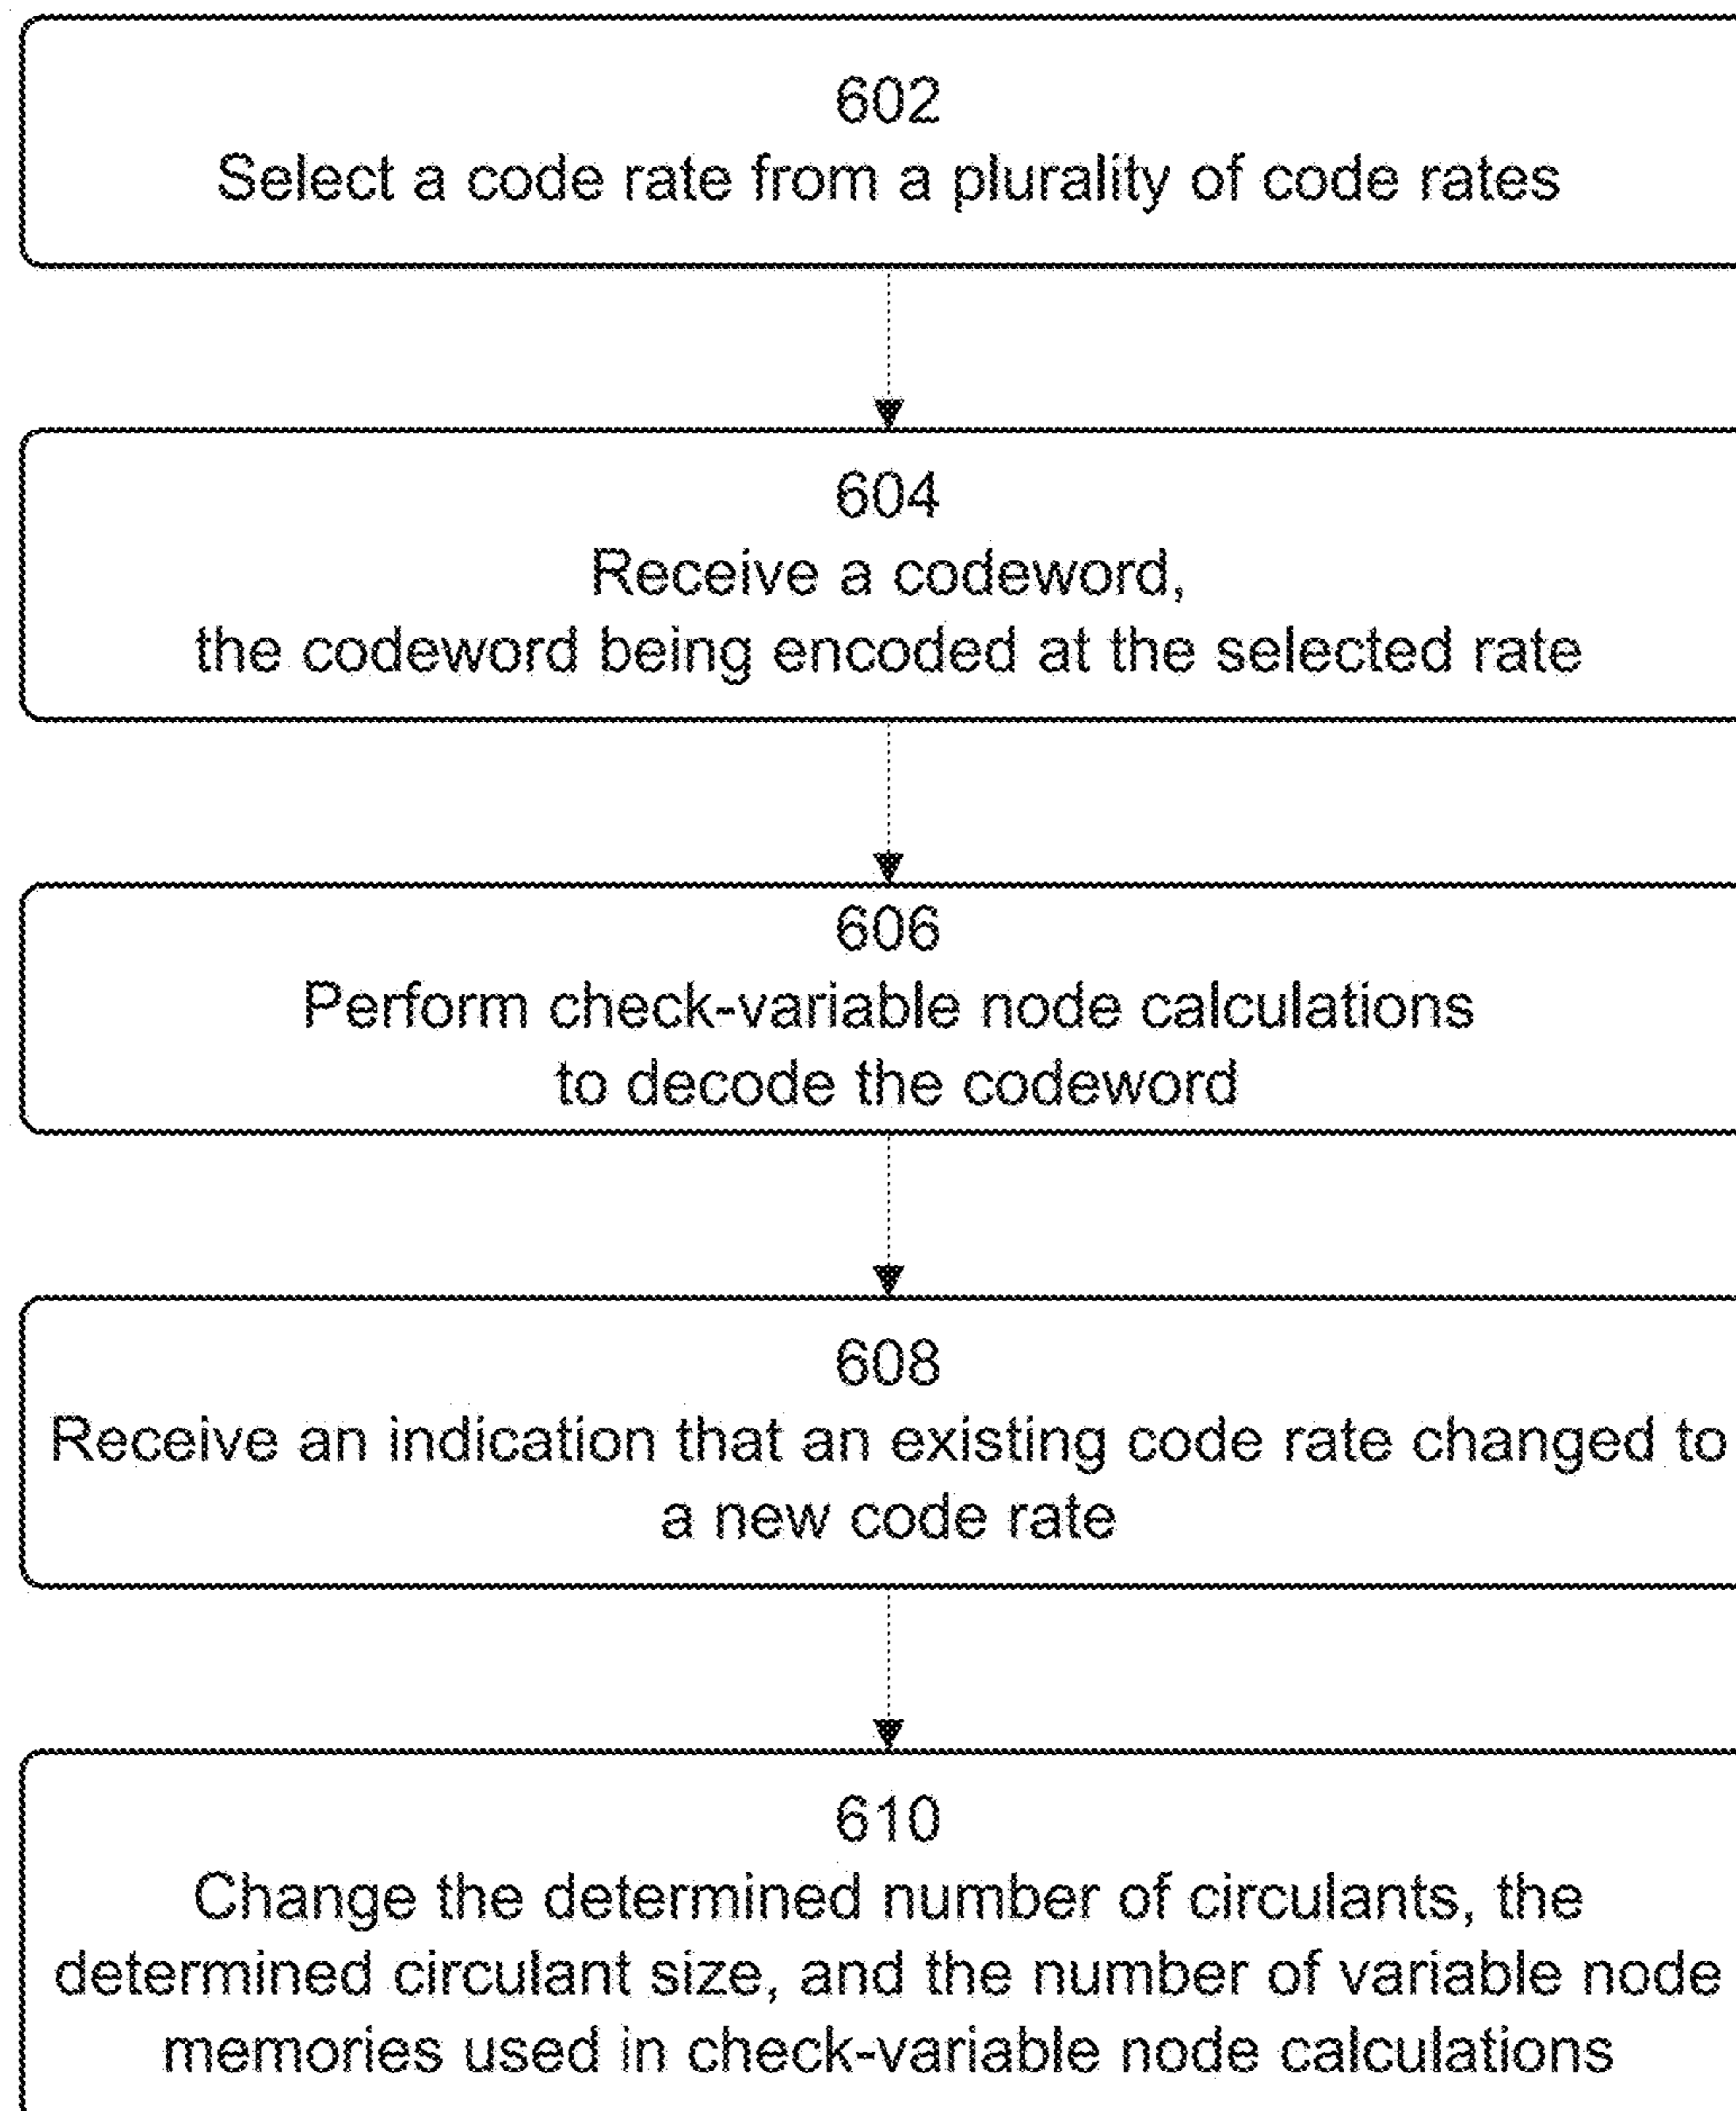 602
Select a code rate from a plurality of code rates
604
Receive a codeword,
the codeword being encoded at the selected rate
606
Perform check-variable node calculations
to decode the codeword
608
Receive an indication that an existing code rate changed to
a new code rate
610
Change the determined number of circulants, the
determined circulant size, and the number of variable node
memories used in check-variable node calculations